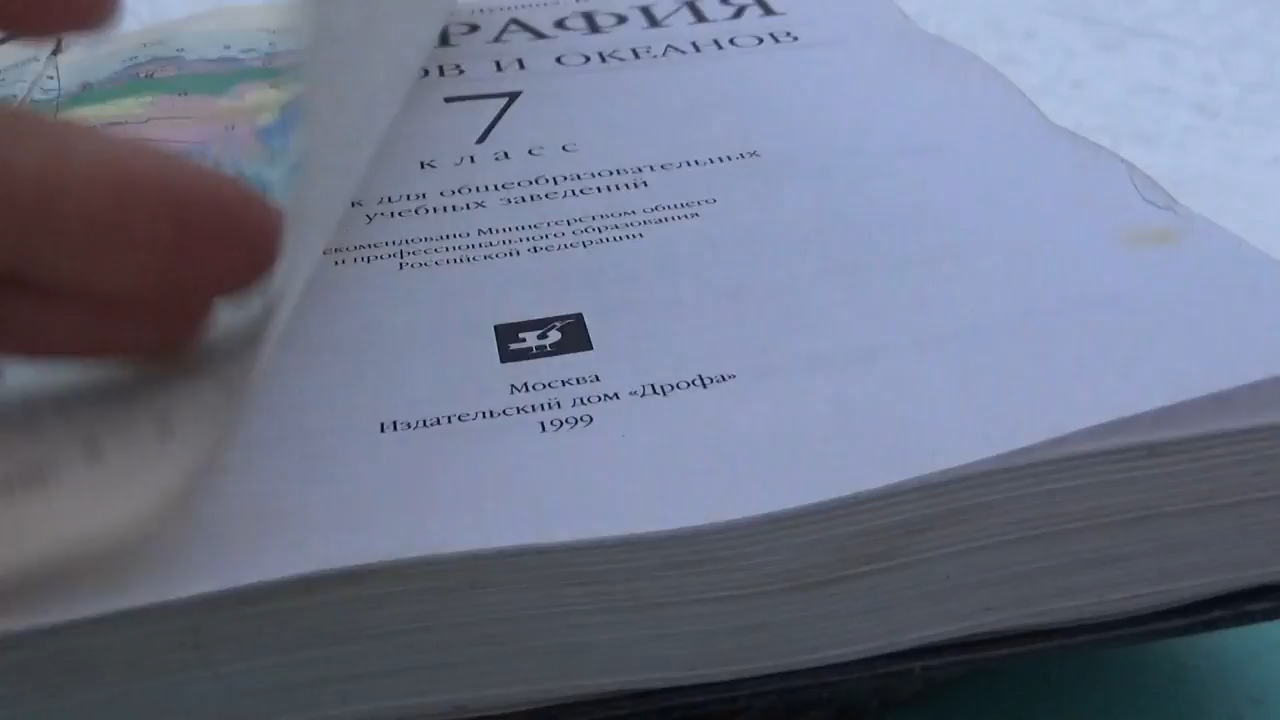 РАФИЯ
ОВ И ОКЕАНОВ
7
класс
к для общеобразовательных
учебных заведений
екомендовано Министерством общего
и профессионального образования
Российской Федерации
Москва
Издательский дом «Дрофа»
1999